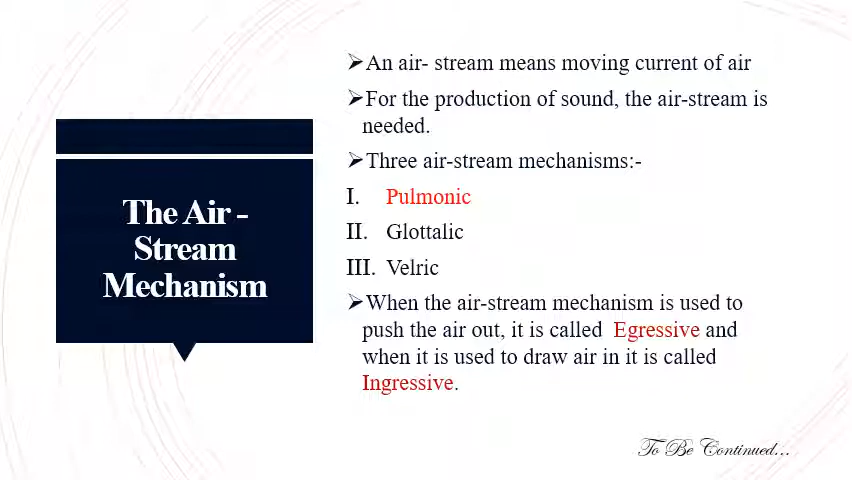 The Air -
Stream
Mechanism
➢An air- stream means moving current of air
➢For the production of sound, the air-stream is
needed.
➢Three air-stream mechanisms:-
I. Pulmonic
II. Glottalic
III. Velric
➢When the air-stream mechanism is used to
push the air out, it is called Egressive and
when it is used to draw air in it is called
Ingressive.
To Be Continued...